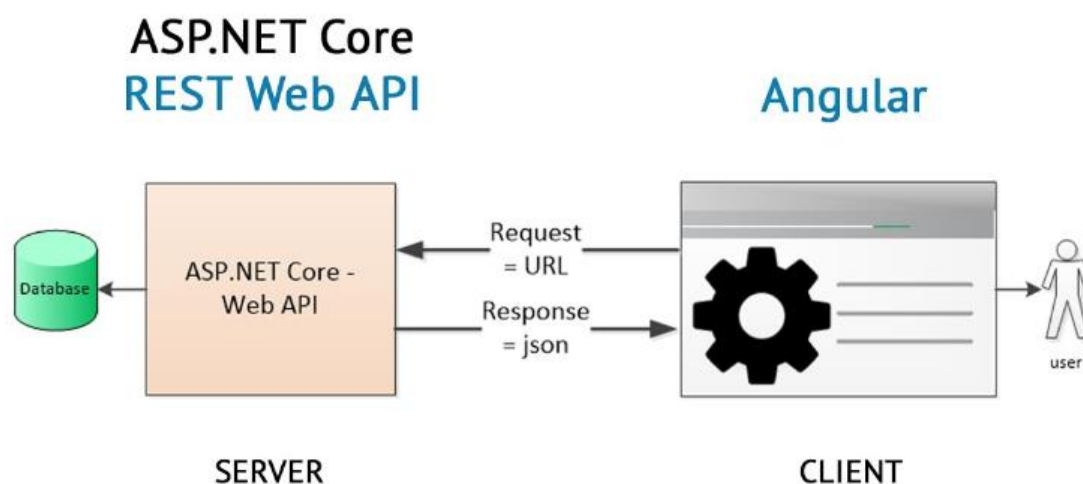 ASP.NET Core
REST Web API
Angular
Database
ASP.NET Core -
Web API
Request
= URL
Response
= json
user
SERVER
CLIENT